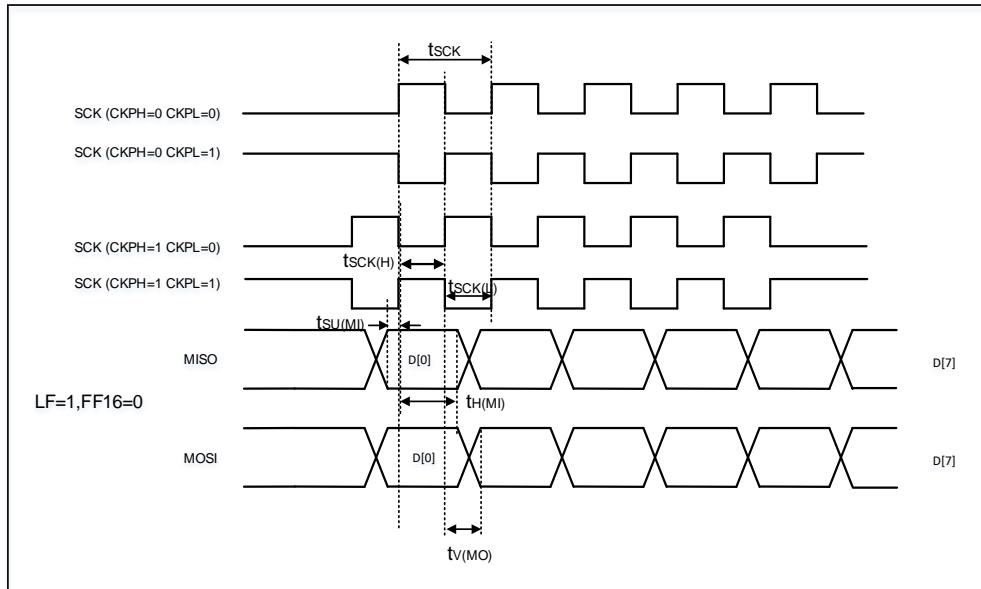 tSCK
SCK (CKPH=0 CKPL=0)
SCK (CKPH=0 CKPL=1)
SCK (CKPH=1 CKPL=0)
tSCK(H)
SCK (CKPH=1 CKPL=1)
tSCK(L)
tSU(MI)
MISO
D[0]
D[7]
LF=1,FF16=0
tH(MI)
MOSI
D[0]
D[7]
tV(MO)